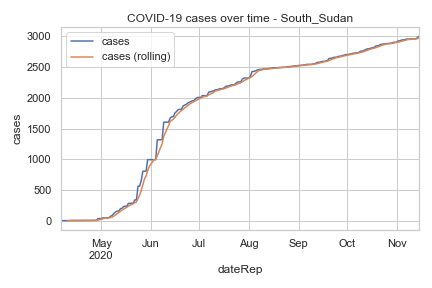 COVID-19 cases over time - South_Sudan
cases
cases (rolling)
3000
2500
2000
1500
1000
500
0
cases
May Jun Jul Aug Sep Oct Nov
2020
dateRep